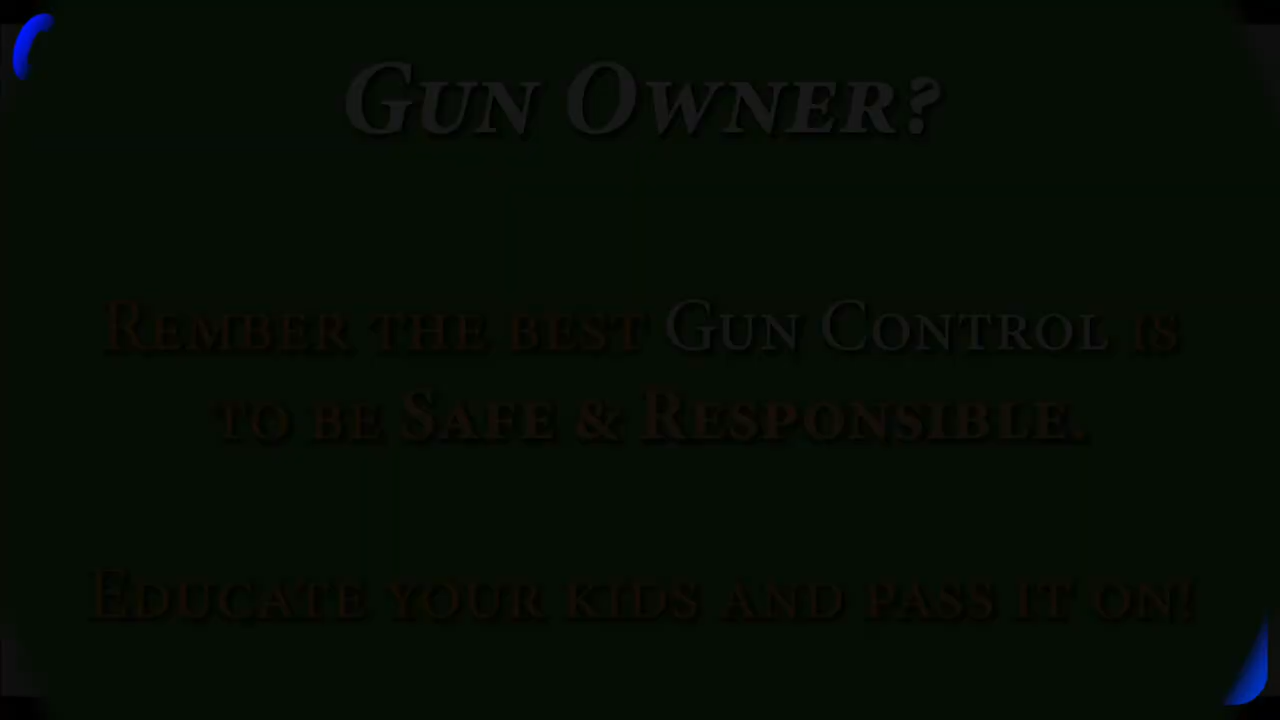 Gun Owner?
Rember the best Gun Control is
to be Safe & Responsible.
Educate your kids and pass it on!